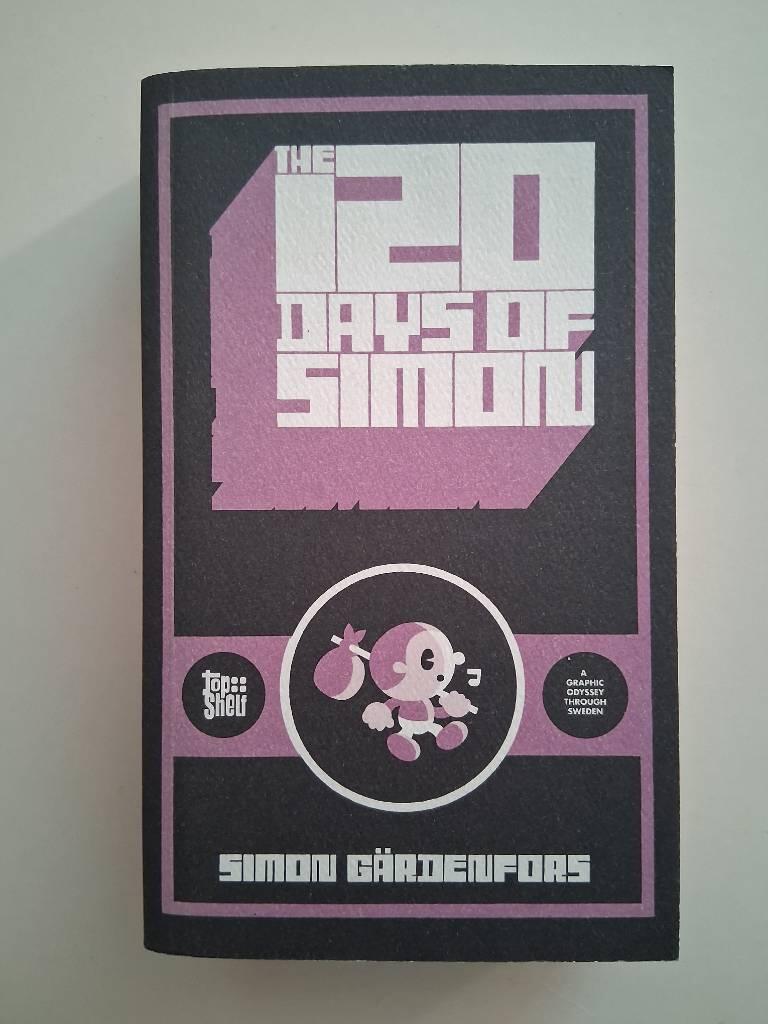 THE
120
DAYS OF
SIMON
top
shelf
A
GRAPHIC
ODYSSEY
THROUGH
SWEDEN
SIMON GÄRDENFORS